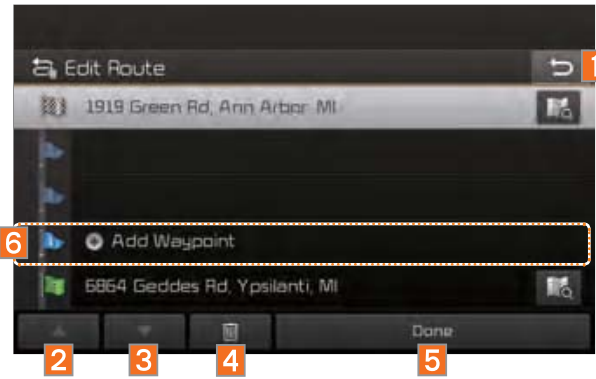 Edit Route
1
1919 Green Rd, Ann Arbor MI
6
Add Waypoint
6864 Geddes Rd, Ypsilanti, MI
Done
2
3
4
5